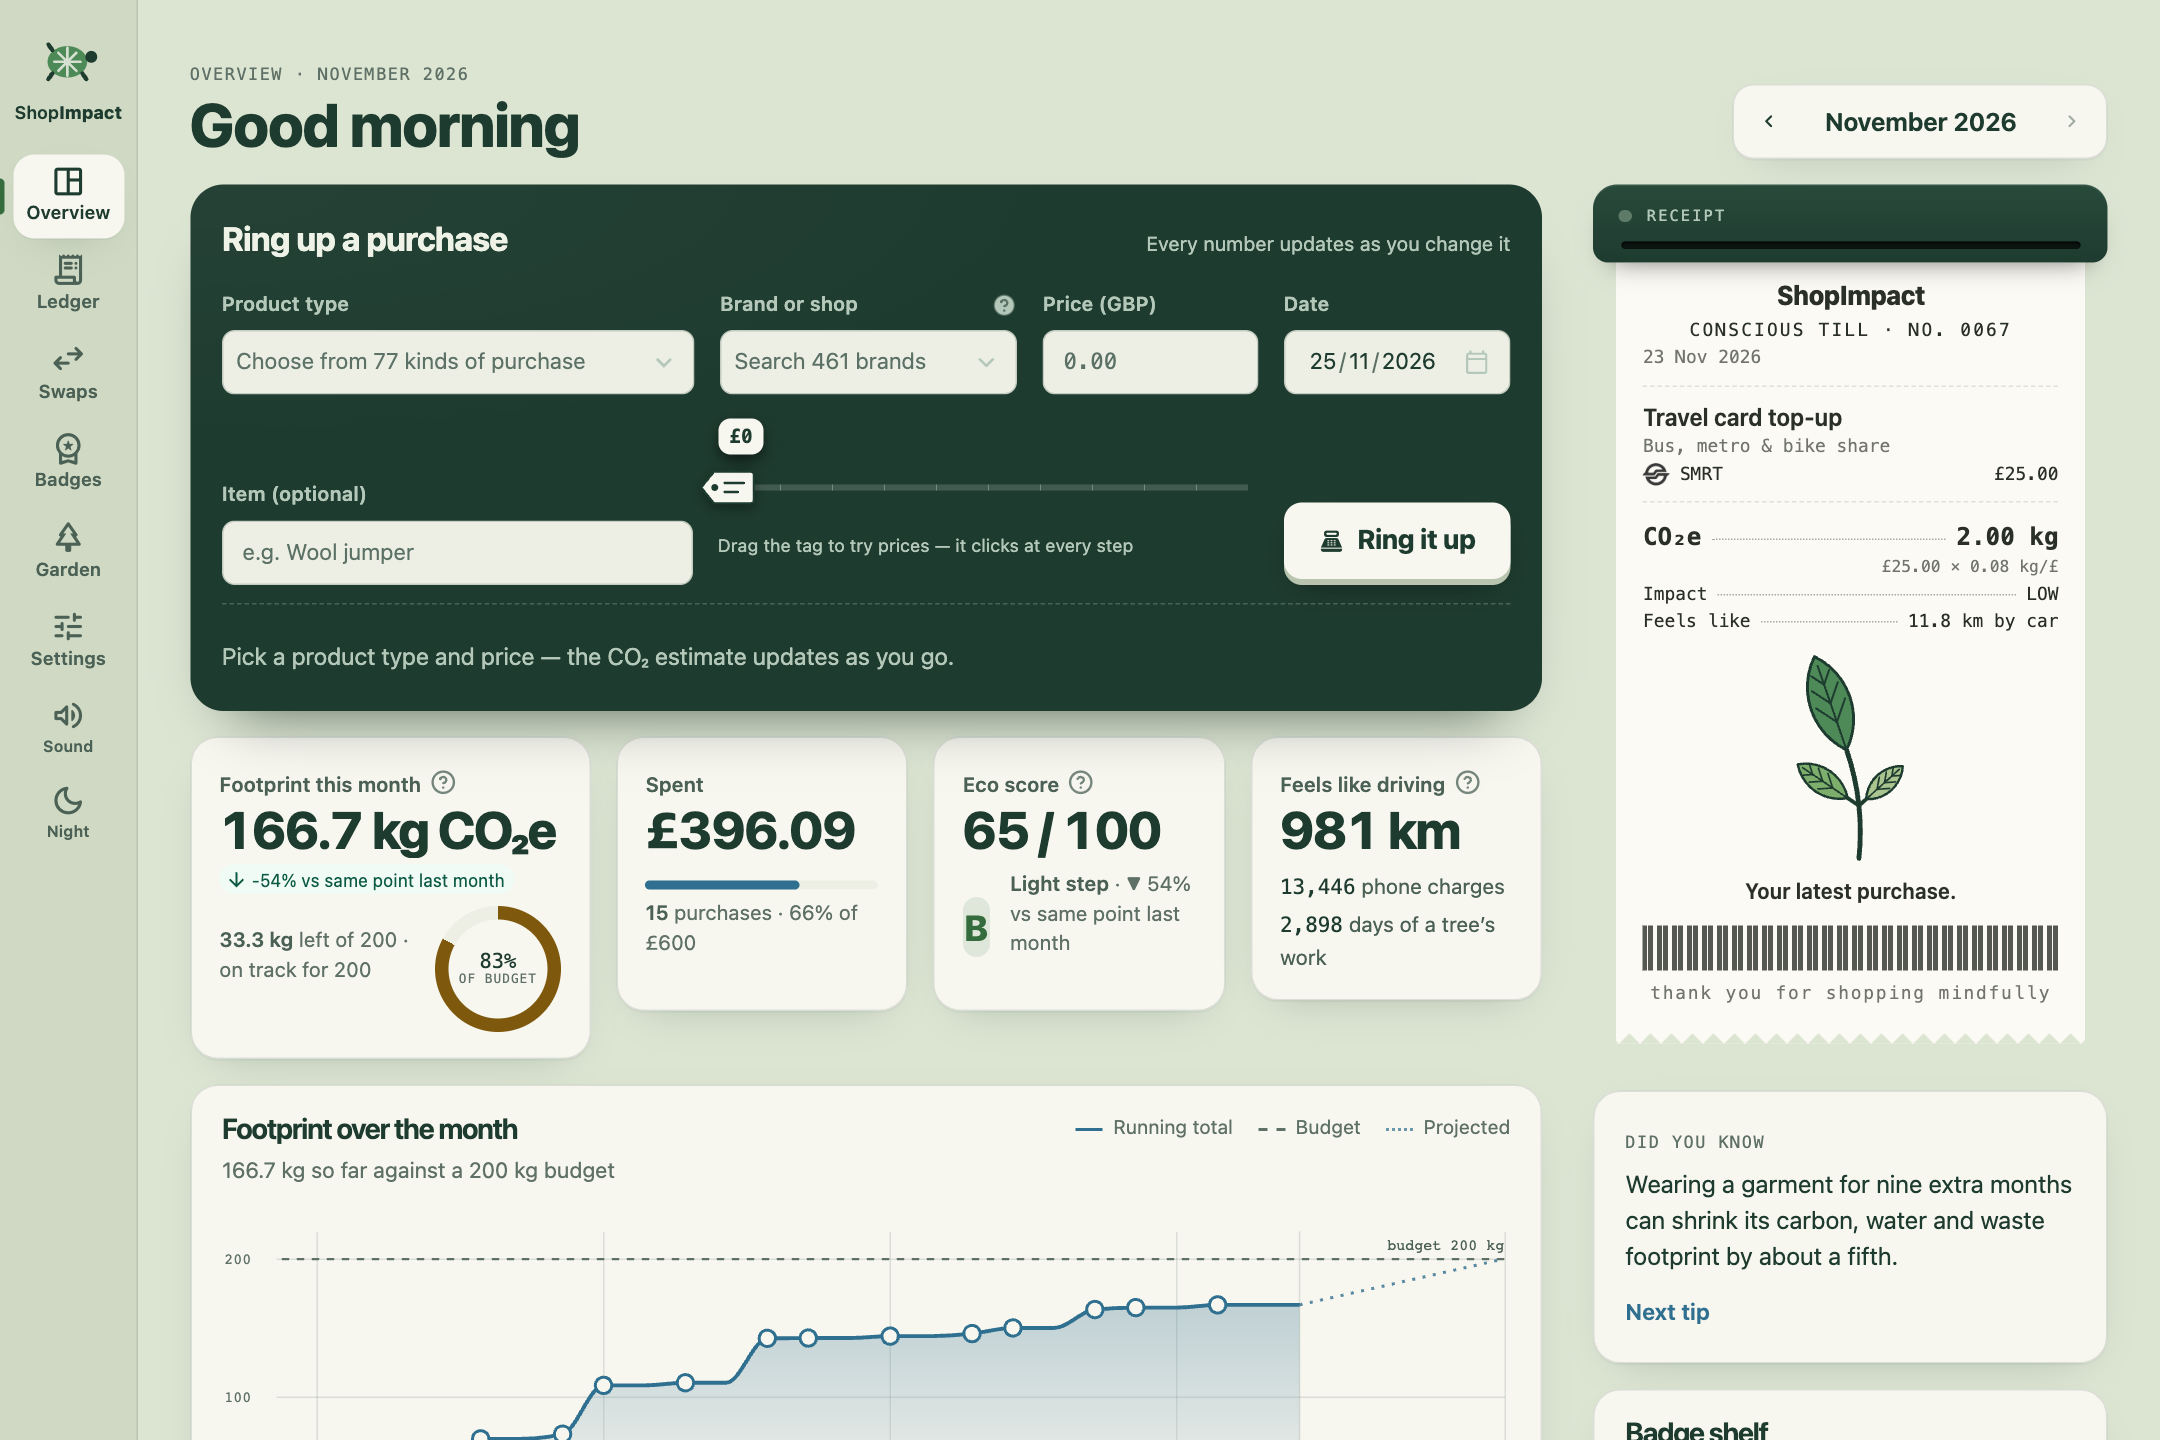 ShopImpact
Overview
Ledger
Swaps
Badges
Garden
Settings
Sound
Night
OVERVIEW · NOVEMBER 2026
Good morning
November 2026
Ring up a purchase
Every number updates as you change it
Product type
Brand or shop
Price (GBP)
Date
Choose from 77 kinds of purchase
Search 461 brands
0.00
25/11/2026
£0
Item (optional)
e.g. Wool jumper
Drag the tag to try prices — it clicks at every step
Ring it up
Pick a product type and price — the CO₂ estimate updates as you go.
RECEIPT
ShopImpact
CONSCIOUS TILL · NO. 0067
23 Nov 2026
Travel card top-up
Bus, metro & bike share
SMRT £25.00
CO₂e 2.00 kg
£25.00 × 0.08 kg/£
Impact LOW
Feels like 11.8 km by car
Your latest purchase.
thank you for shopping mindfully
Footprint this month
166.7 kg CO₂e
-54% vs same point last month
33.3 kg left of 200 ·
on track for 200
83%
OF BUDGET
Spent
£396.09
15 purchases · 66% of
£600
Eco score
65 / 100
B
Light step · ▼ 54%
vs same point last
month
Feels like driving
981 km
13,446 phone charges
2,898 days of a tree’s
work
Footprint over the month
166.7 kg so far against a 200 kg budget
Running total
Budget
Projected
budget 200 kg
200
100
DID YOU KNOW
Wearing a garment for nine extra months
can shrink its carbon, water and waste
footprint by about a fifth.
Next tip
Badge shelf